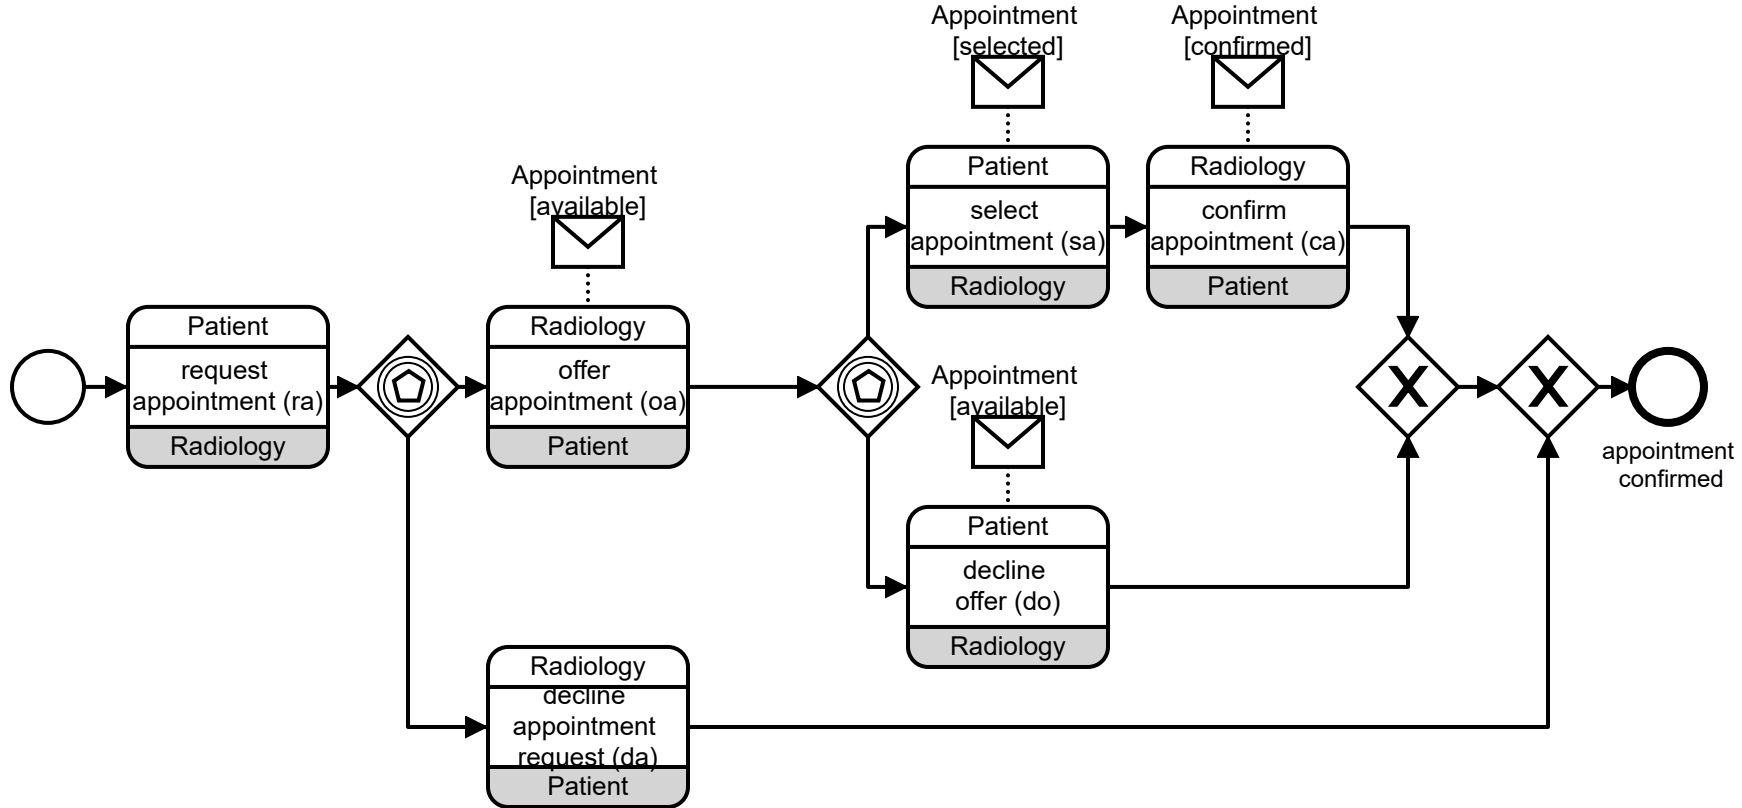 Appointment
[selected]
Appointment
[confirmed]
Appointment
[available]
Patient
select
appointment (sa)
Radiology
Radiology
confirm
appointment (ca)
Patient
Patient
request
appointment (ra)
Radiology
Radiology
offer
appointment (oa)
Patient
Appointment
[available]
X
X
appointment
confirmed
Patient
decline
offer (do)
Radiology
Radiology
decline
appointment
request (da)
Patient